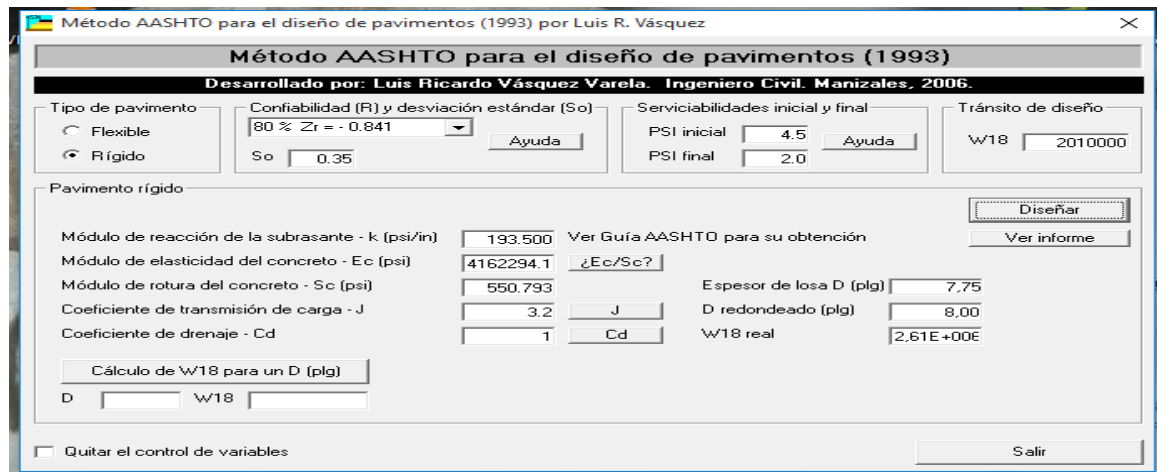 Método AASHTO para el diseño de pavimentos (1993) por Luis R. Vásquez
Método AASHTO para el diseño de pavimentos (1993)
Desarrollado por: Luis Ricardo Vásquez Varela. Ingeniero Civil. Manizales, 2006.
Tipo de pavimento
Flexible
Rígido
Confiabilidad (R) y desviación estándar (So)
80 % Zr = - 0.841
Ayuda
So 0.35
Serviciabilidades inicial y final
PSI inicial 4.5
Ayuda
PSI final 2.0
Tránsito de diseño
W18 2010000
Pavimento rígido
Diseñar
Módulo de reacción de la subrasante - k (psi/in) 193.500 Ver Guía AASHTO para su obtención
Ver informe
Módulo de elasticidad del concreto - Ec (psi) 4162294.1 ¿Ec/Sc?
Módulo de rotura del concreto - Sc (psi) 550.793 Espesor de losa D (plg) 7,75
Coeficiente de transmisión de carga - J 3.2 J D redondeado (plg) 8,00
Coeficiente de drenaje - Cd 1 Cd W18 real 2,61E+006
Cálculo de W18 para un D (plg)
D W18
Quitar el control de variables
Salir